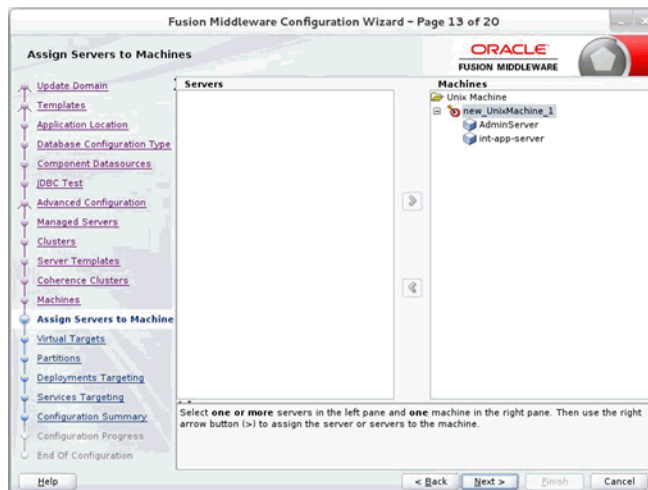 Fusion Middleware Configuration Wizard - Page 13 of 20
Assign Servers to Machines
ORACLE
FUSION MIDDLEWARE
Update Domain
Templates
Application Location
Database Configuration Type
Component Datasources
JDBC Test
Advanced Configuration
Managed Servers
Clusters
Server Templates
Coherence Clusters
Machines
Assign Servers to Machine
Virtual Targets
Partitions
Deployments Targeting
Services Targeting
Configuration Summary
Configuration Progress
End Of Configuration
Servers
Machines
Unix Machine
new_UnixMachine_1
AdminServer
int-app-server
Select one or more servers in the left pane and one machine in the right pane. Then use the right
arrow button (>) to assign the server or servers to the machine.
Help
< Back
Next >
Finish
Cancel